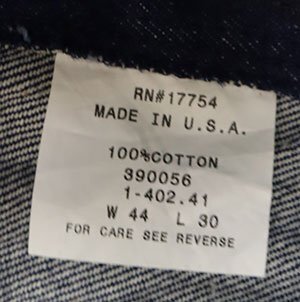 RN#17754
MADE IN U.S.A.
100%COTTON
390056
1-402.41
W 44 L 30
FOR CARE SEE REVERSE